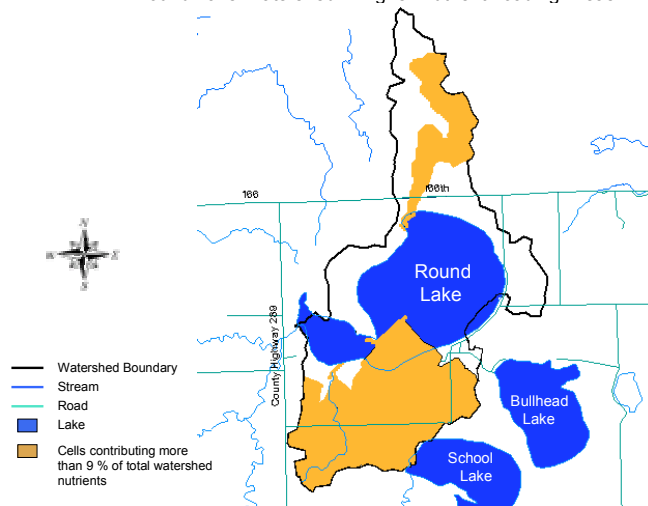 166
166th
Round
Lake
County Highway 289
N
W
E
S
Watershed Boundary
Stream
Road
Lake
Cells contributing more
than 9 % of total watershed
nutrients
Bullhead
Lake
School
Lake